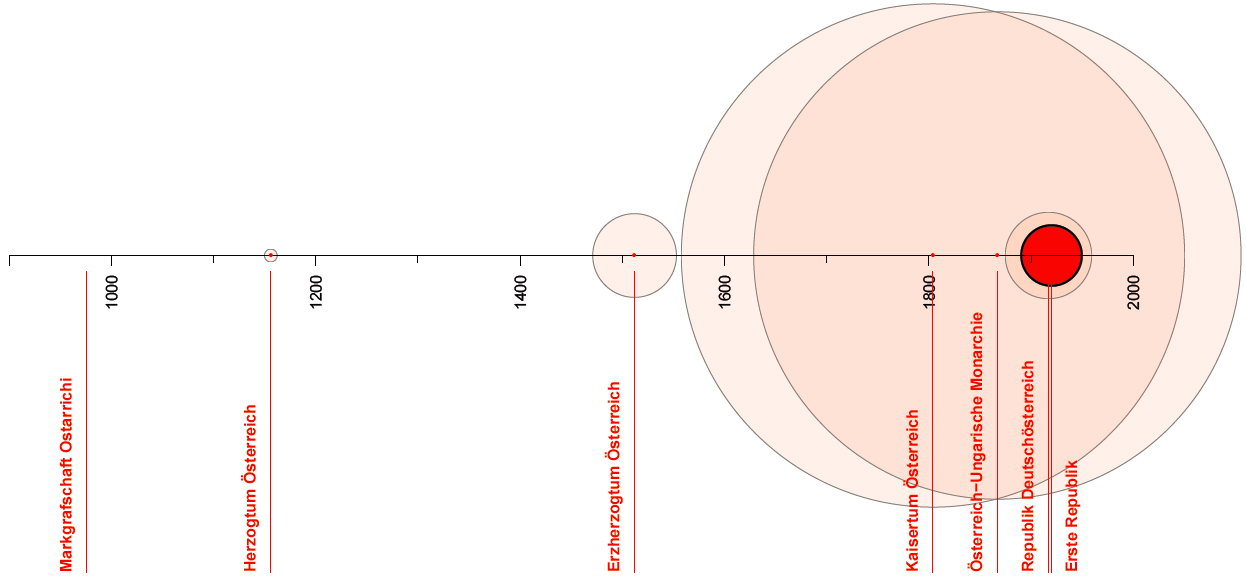 1000
1200
1400
1600
1800
2000
Markgrafschaft Ostarrichi
Herzogtum Österreich
Erzherzogtum Österreich
Kaisertum Österreich
Österreich−Ungarische Monarchie
Republik Deutschösterreich
Erste Republik